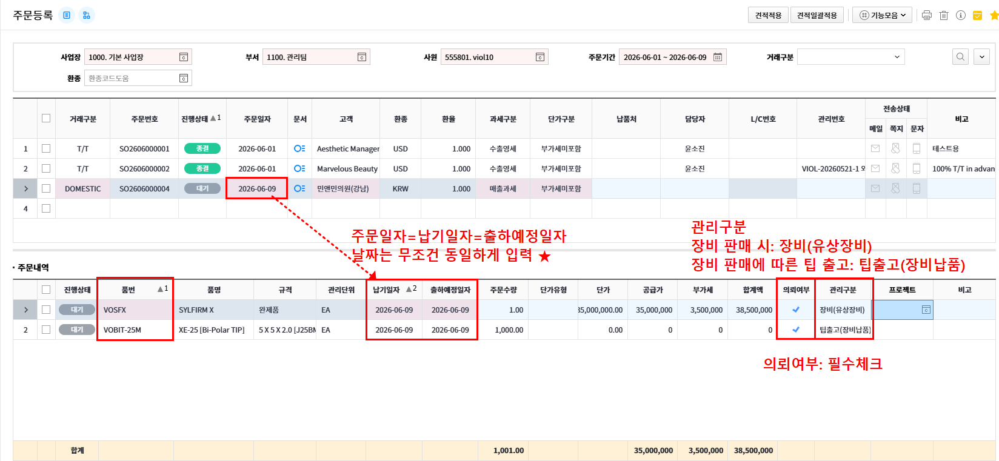 주문등록
견적적용 견적일괄적용 기능모음
사업장 1000. 기본 사업장 부서 1100. 관리팀 사원 555801. viol10 주문기간 2026-06-01 ~ 2026-06-09 거래구분
환종 환종코드도움
거래구분 주문번호 진행상태 ▲1 주문일자 문서 고객 환종 환율 과세구분 단가구분 납품처 담당자 L/C번호 관리번호 전송상태 비고
메일 쪽지 문자
1 T/T SO2606000001 종결 2026-06-01 Aesthetic Manager USD 1.000 수출영세 부가세미포함 윤소진 테스트용
2 T/T SO2606000002 종결 2026-06-01 Marvelous Beauty USD 1.000 수출영세 부가세미포함 윤소진 VIOL-20260521-1 외 100% T/T in advan
> DOMESTIC SO2606000004 대기 2026-06-09 민앤민의원(강남) KRW 1.000 매출과세 부가세미포함
4
주문일자=납기일자=출하예정일자
날짜는 무조건 동일하게 입력 ★
관리구분
장비 판매 시: 장비(유상장비)
장비 판매에 따른 팁 출고: 팁출고(장비납품)
주문내역
진행상태 품번 ▲1 품명 규격 관리단위 납기일자 ▲2 출하예정일자 주문수량 단가유형 단가 공급가 부가세 합계액 의뢰여부 관리구분 프로젝트 비고
> 대기 VOSFX SYLFIRM X 완제품 EA 2026-06-09 2026-06-09 1.00 35,000,000.00 35,000,000 3,500,000 38,500,000 장비(유상장비)
2 대기 VOBIT-25M XE-25 [Bi-Polar TIP] 5 X 5 X 2.0 [J25BM EA 2026-06-09 2026-06-09 1,000.00 0.00 0 0 0 팁출고(장비납품)
의뢰여부: 필수체크
합계 1,001.00 35,000,000 3,500,000 38,500,000